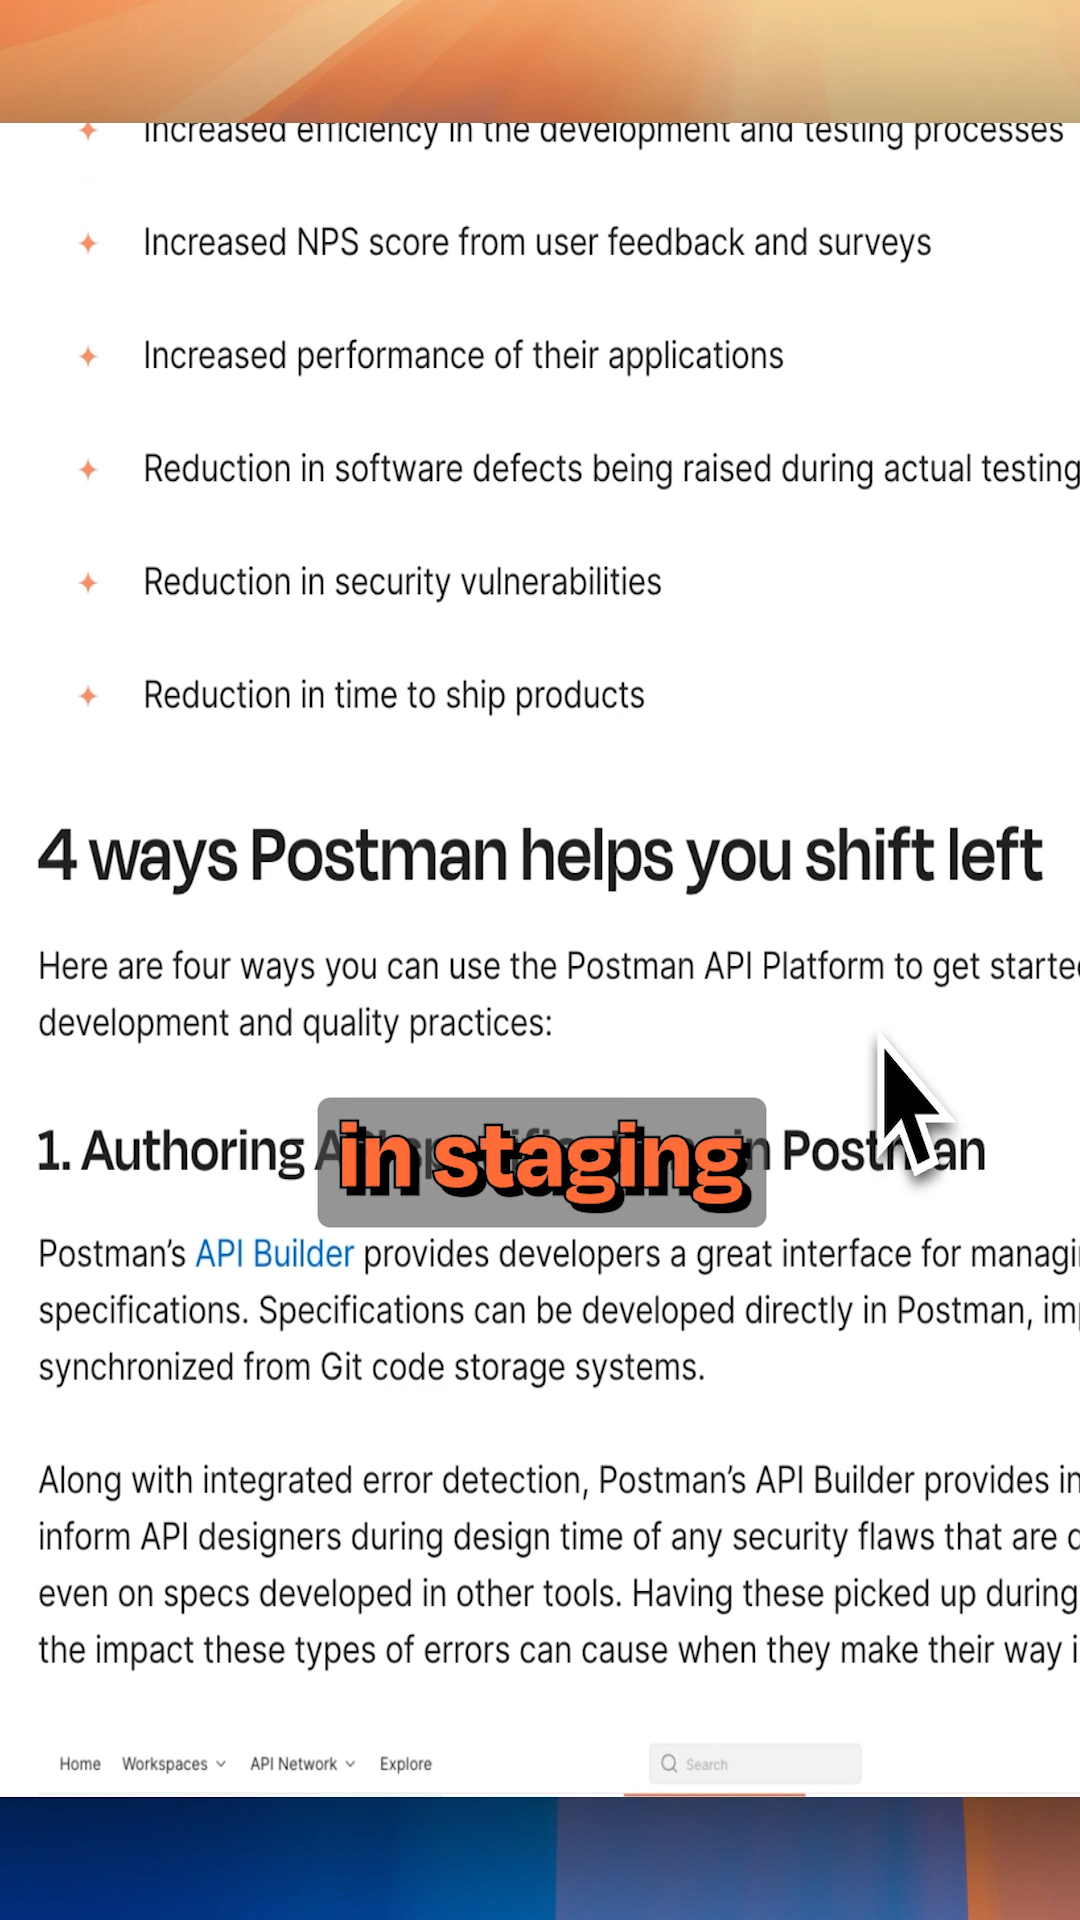 Increased efficiency in the development and testing processes
Increased NPS score from user feedback and surveys
Increased performance of their applications
Reduction in software defects being raised during actual testing
Reduction in security vulnerabilities
Reduction in time to ship products
4 ways Postman helps you shift left
Here are four ways you can use the Postman API Platform to get starte
development and quality practices:
1. Authoring in Postman
in staging
Postman’s API Builder provides developers a great interface for managi
specifications. Specifications can be developed directly in Postman, im
synchronized from Git code storage systems.
Along with integrated error detection, Postman’s API Builder provides in
inform API designers during design time of any security flaws that are
even on specs developed in other tools. Having these picked up during
the impact these types of errors can cause when they make their way i
Home Workspaces API Network Explore Search